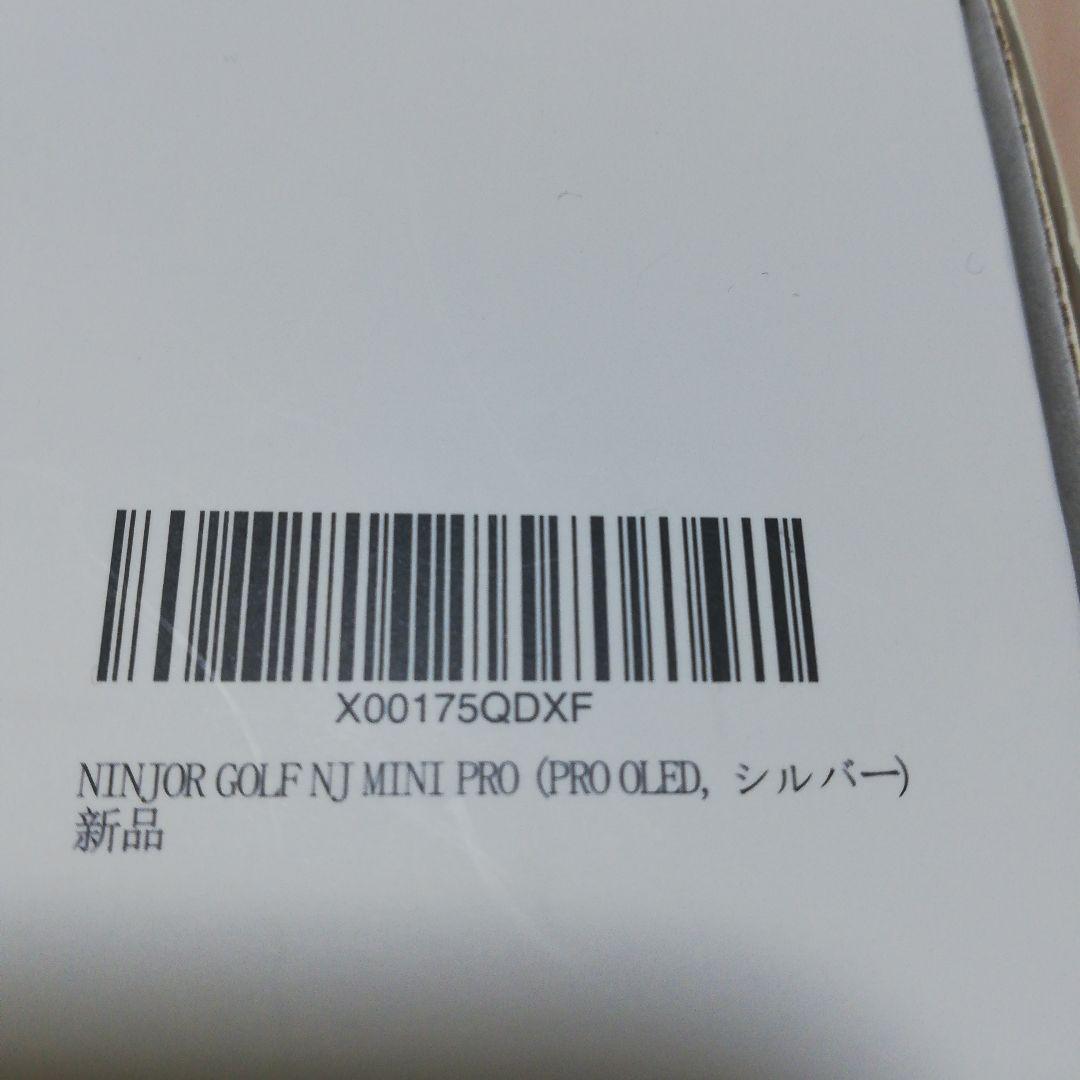 X00175QDXF
NINJOR GOLF NJ MINI PRO (PRO OLED, シルバー)
新品